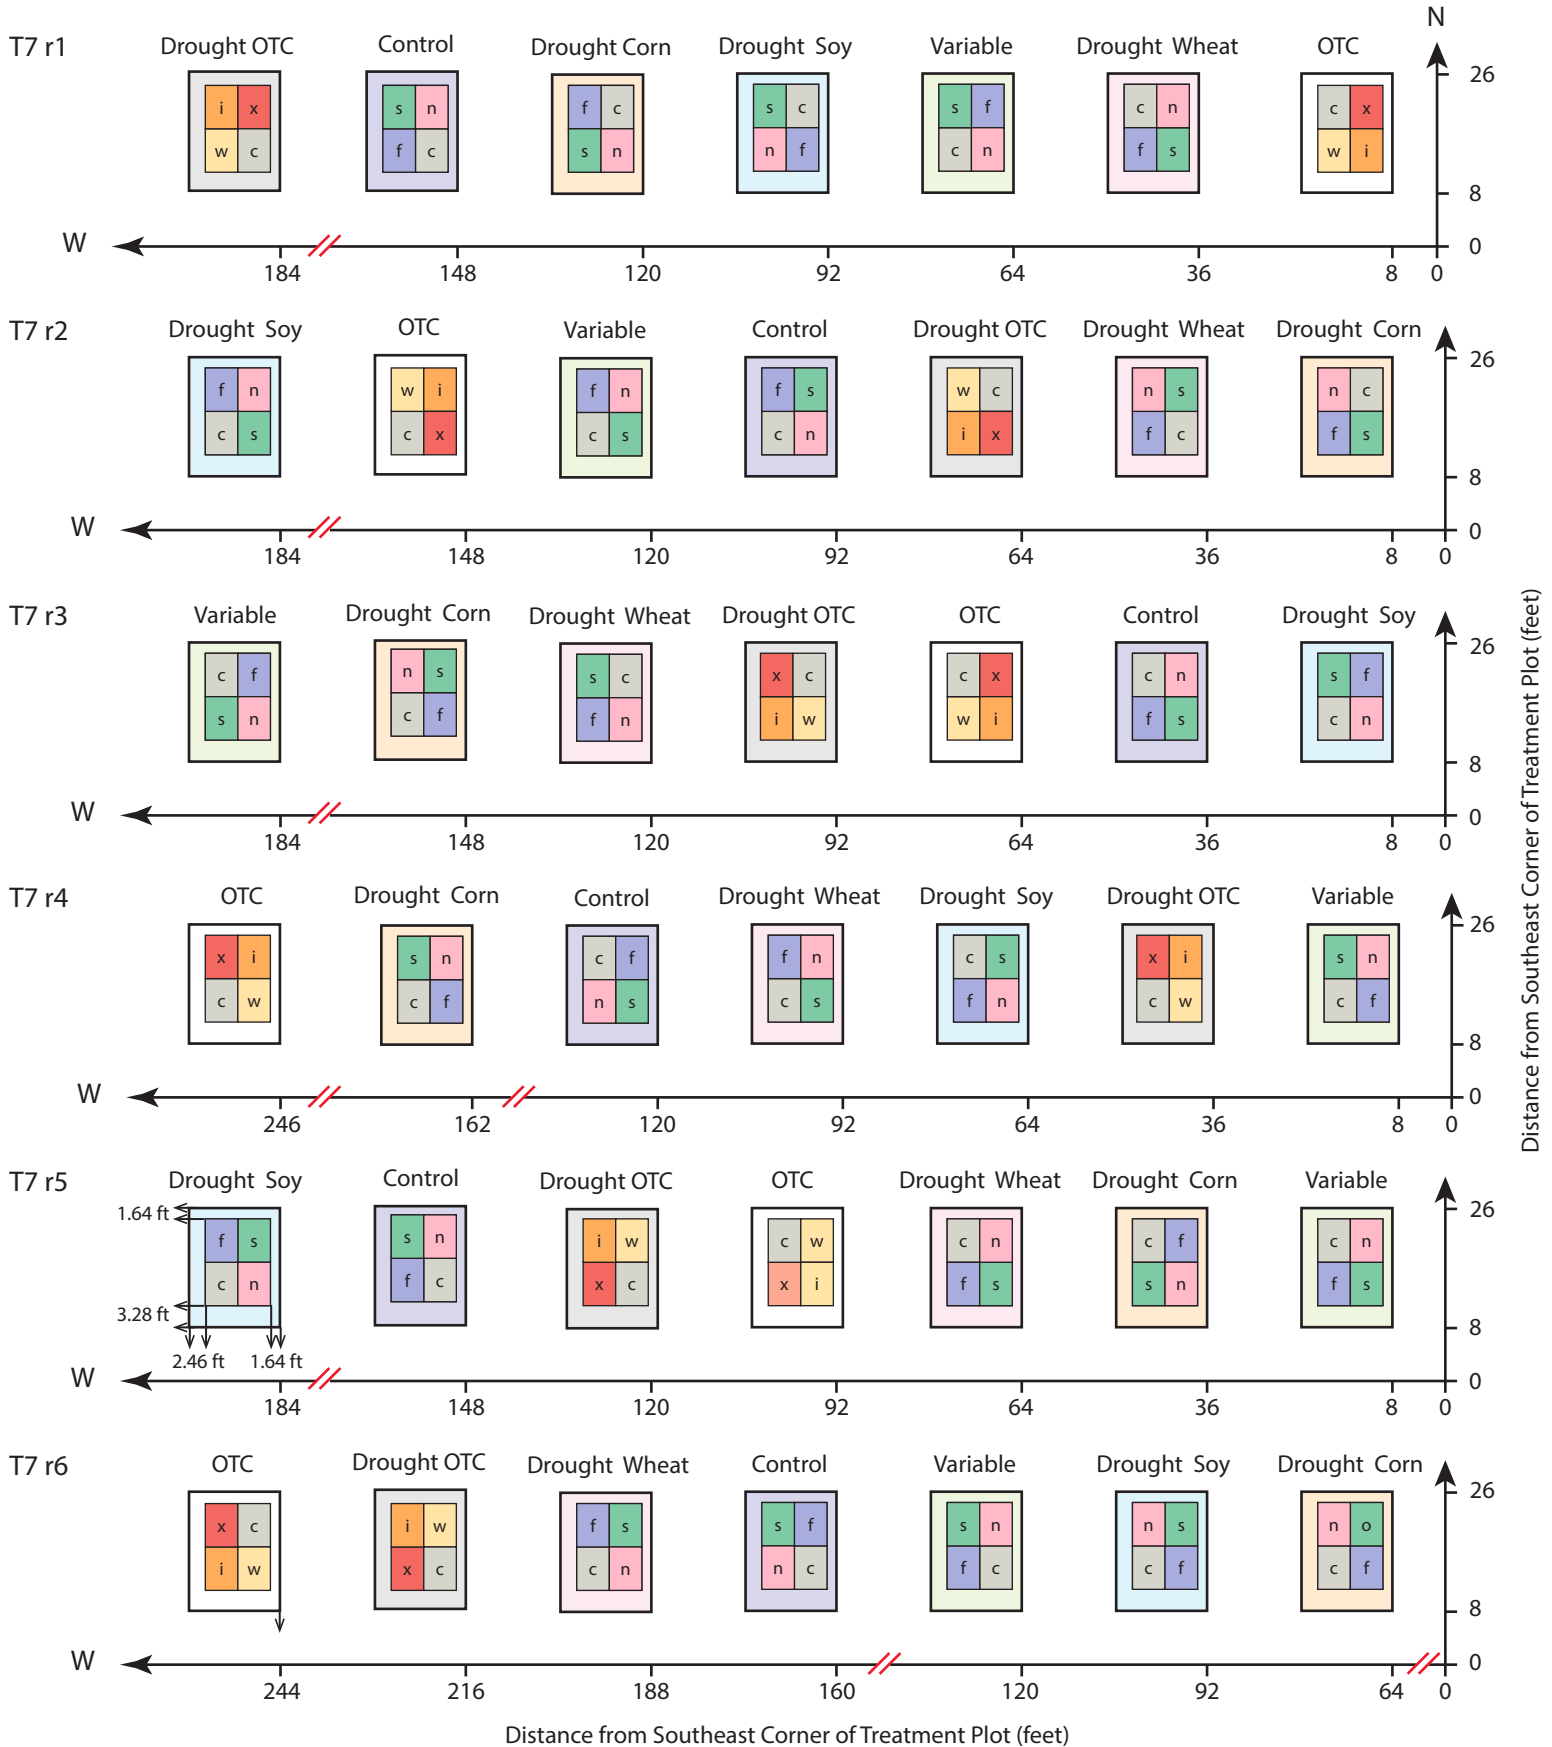 N
T7 r1 Drought OTC Control Drought Corn Drought Soy Variable Drought Wheat OTC
26
i x s n f c s c s f c n c x
w c f c s n n f c n f s w i
8
W 0
184 148 120 92 64 36 8 0
T7 r2 Drought Soy OTC Variable Control Drought OTC Drought Wheat Drought Corn
26
f n w i f n f s w c n s n c
c s c x c s c n i x f c f s
8
W 0
184 148 120 92 64 36 8 0
T7 r3 Variable Drought Corn Drought Wheat Drought OTC OTC Control Drought Soy
26
c f n s s c x c c x c n s f
s n c f f n i w w i f s c n
8
W 0
184 148 120 92 64 36 8 0
T7 r4 OTC Drought Corn Control Drought Wheat Drought Soy Drought OTC Variable
26
x i s n c f f n c s x i s n
c w c f n s c s f n c w c f
8
W 0
246 162 120 92 64 36 8 0
T7 r5 Drought Soy Control Drought OTC OTC Drought Wheat Drought Corn Variable
1.64 ft 26
f s s n i w c w c n c f c n
c n f c x c x i f s s n f s
3.28 ft 8
2.46 ft 1.64 ft
W 0
184 148 120 92 64 36 8 0
T7 r6 OTC Drought OTC Drought Wheat Control Variable Drought Soy Drought Corn
26
x c i w f s s f s n n s n o
i w x c c n n c f c c f c f
8
W 0
244 216 188 160 120 92 64 0
Distance from Southeast Corner of Treatment Plot (feet)
Distance from Southeast Corner of Treatment Plot (feet)